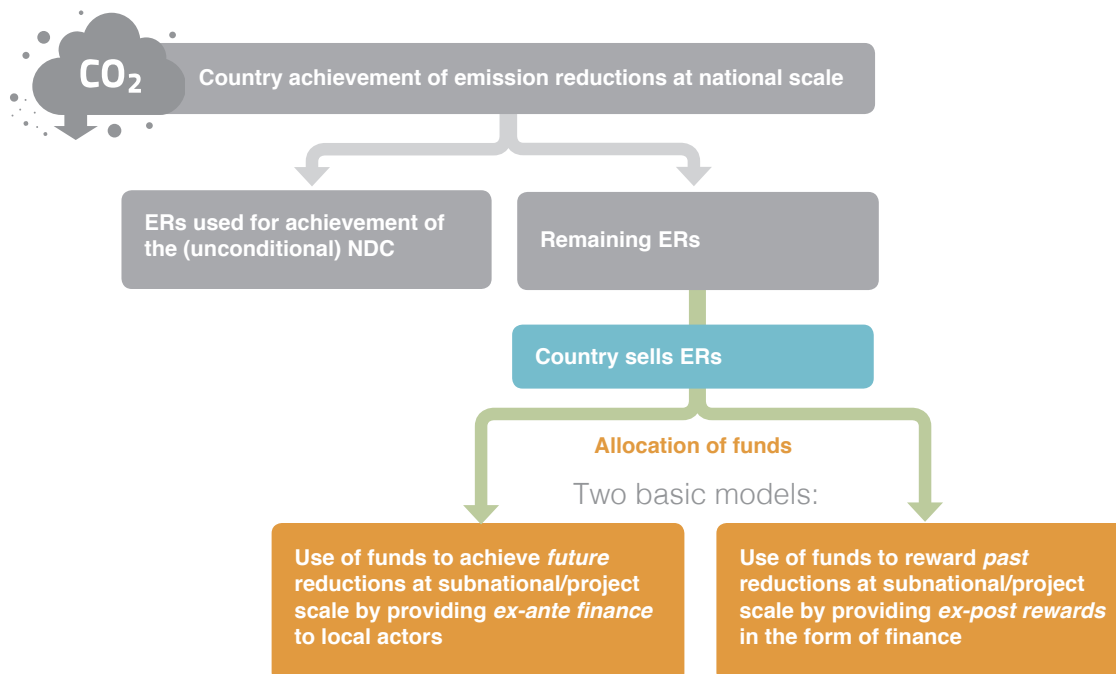 CO₂
Country achievement of emission reductions at national scale
ERs used for achievement of
the (unconditional) NDC
Remaining ERs
Country sells ERs
Allocation of funds
Two basic models:
Use of funds to achieve future
reductions at subnational/project
scale by providing ex-ante finance
to local actors
Use of funds to reward past
reductions at subnational/project
scale by providing ex-post rewards
in the form of finance